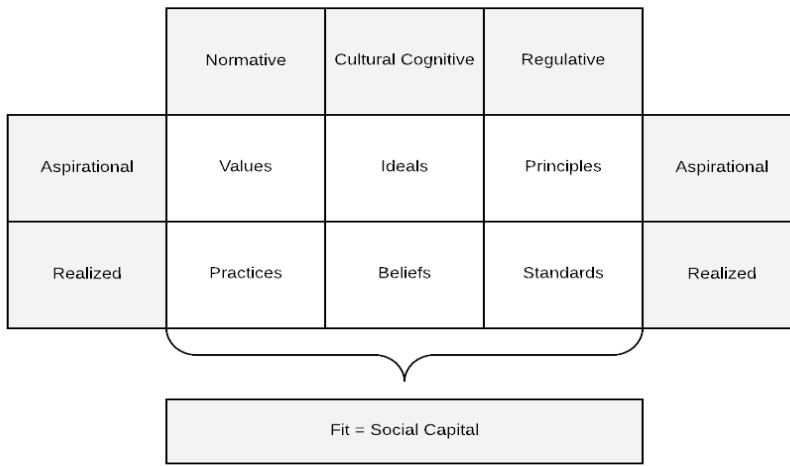 Normative Cultural Cognitive Regulative
Aspirational Values Ideals Principles Aspirational
Realized Practices Beliefs Standards Realized
Fit = Social Capital